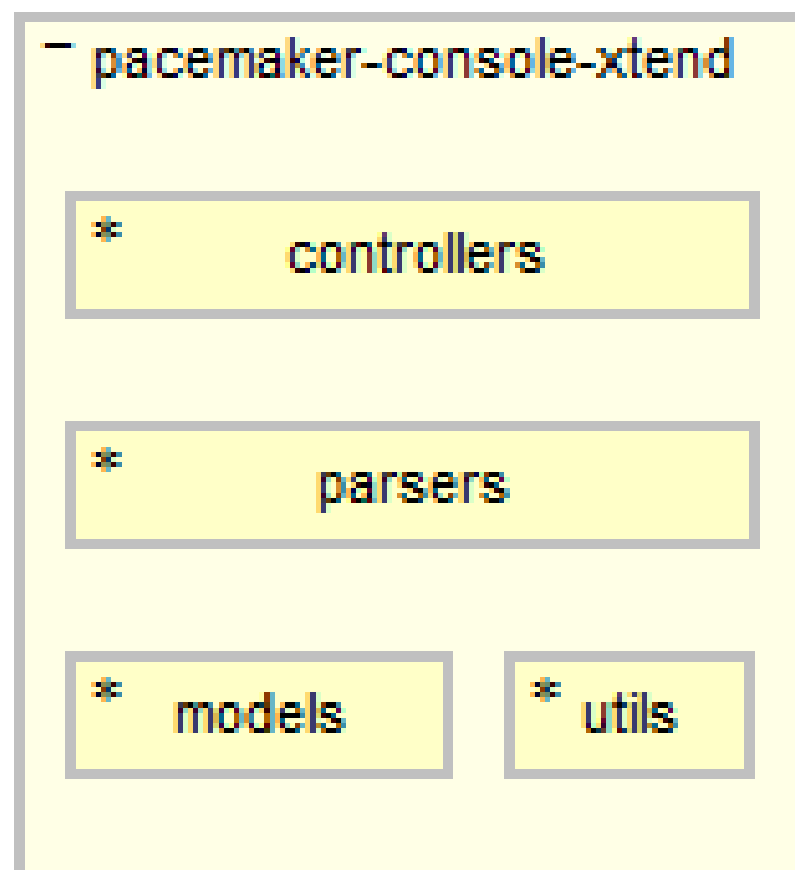 − pacemaker-console-xtend
* controllers
* parsers
* models
* utils